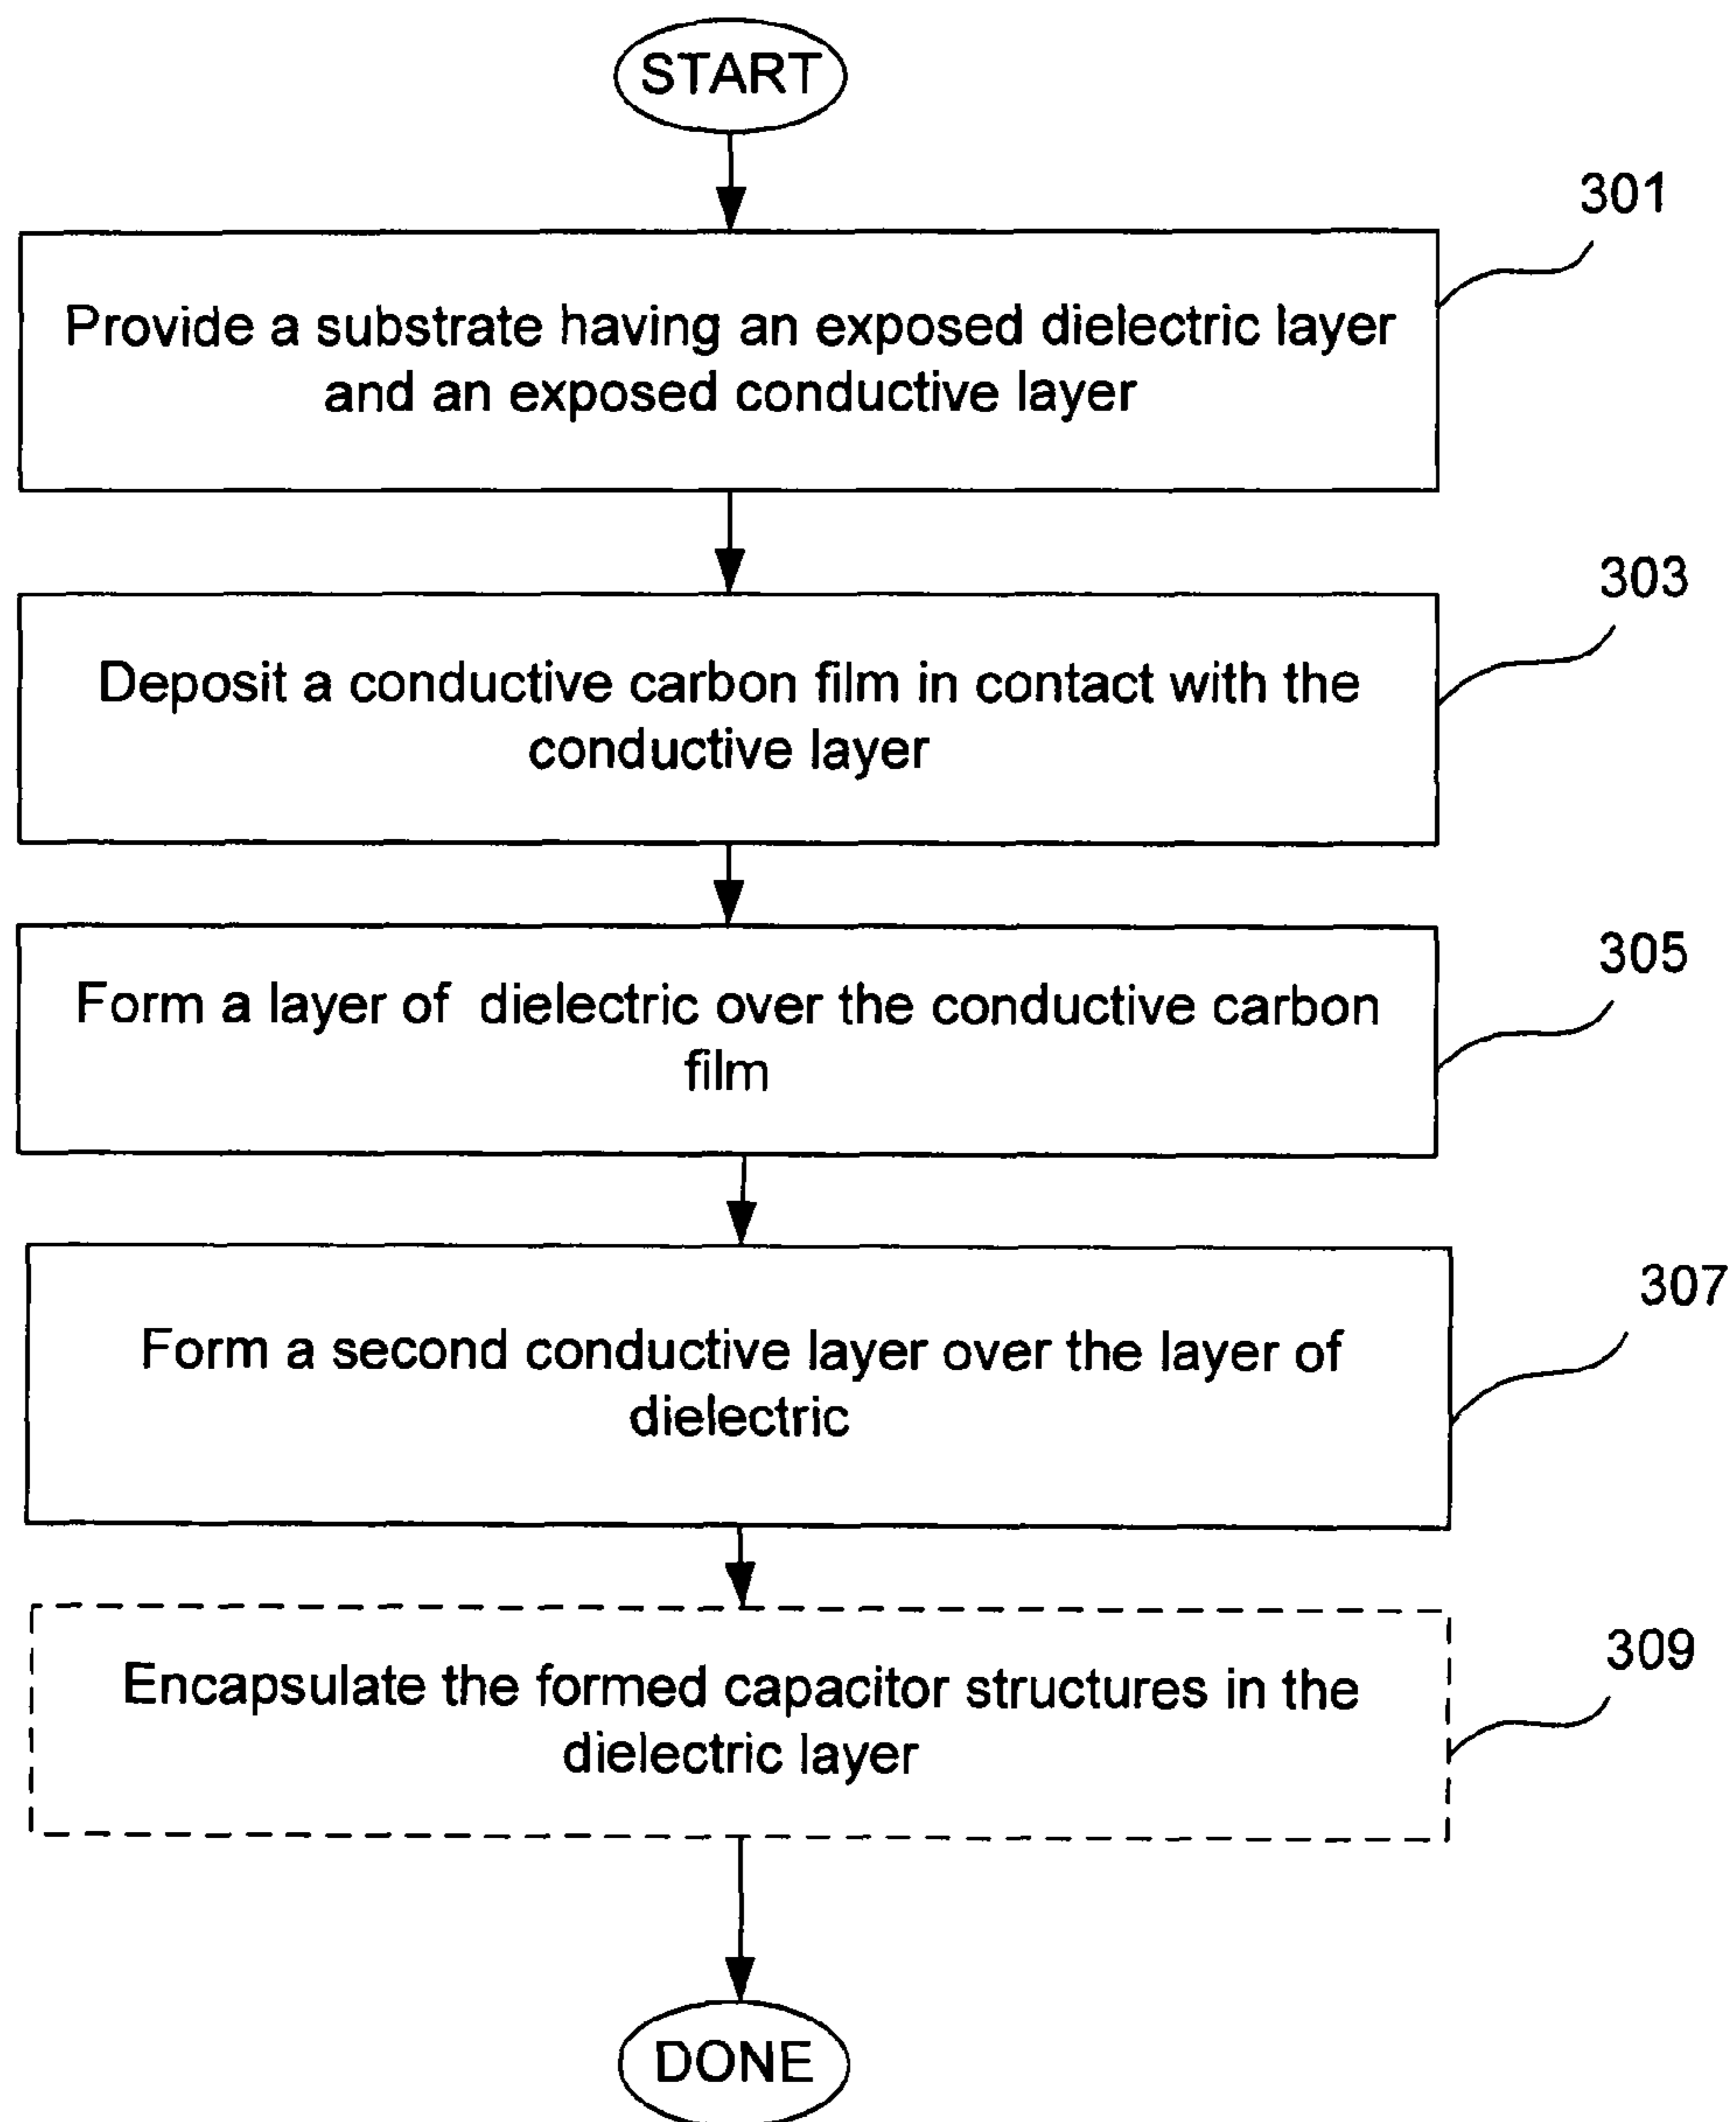 START
301
Provide a substrate having an exposed dielectric layer
and an exposed conductive layer
303
Deposit a conductive carbon film in contact with the
conductive layer
305
Form a layer of dielectric over the conductive carbon
film
307
Form a second conductive layer over the layer of
dielectric
309
Encapsulate the formed capacitor structures in the
dielectric layer
DONE